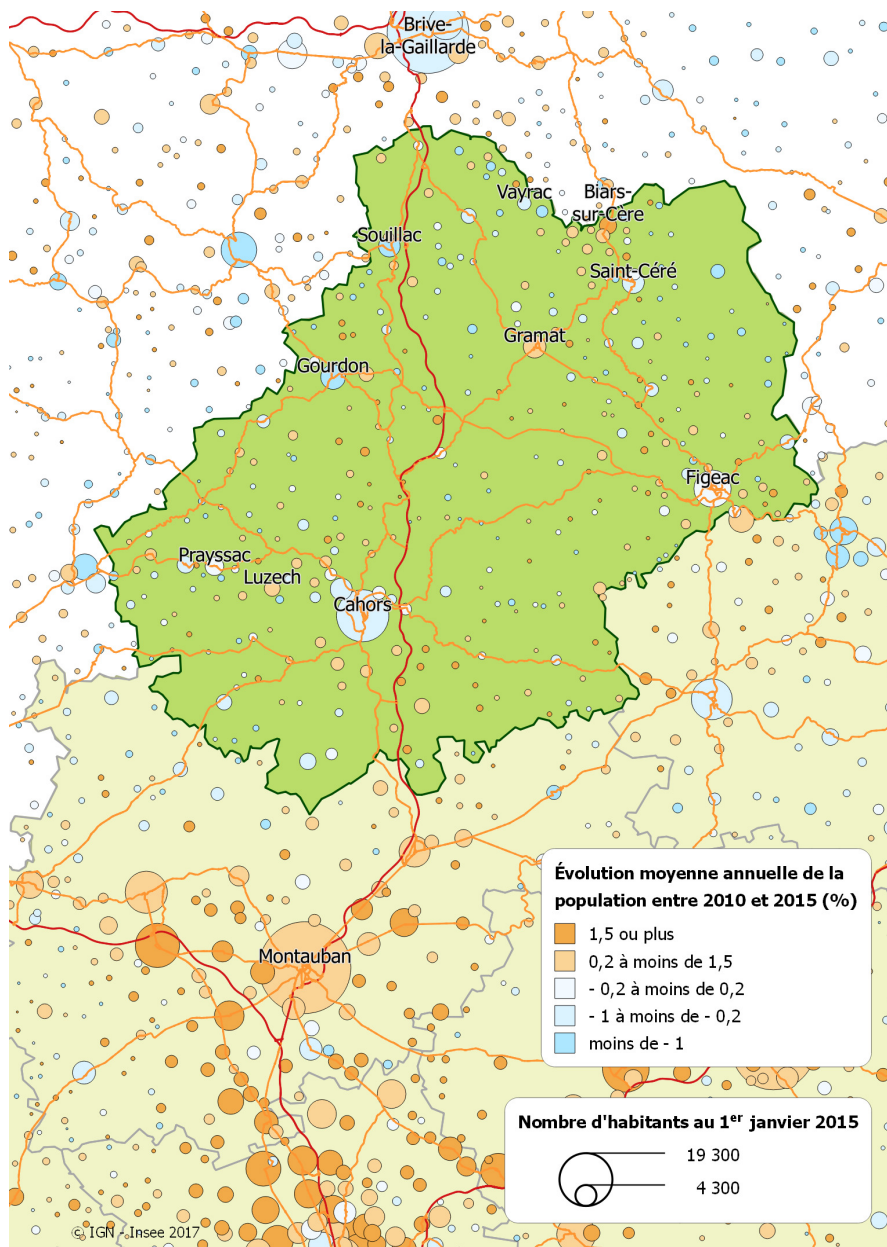 Brive-
la-Gaillarde
Vayrac
Biars-
sur-Cère
Souillac
Saint-Céré
Gramat
Gourdon
Figeac
Prayssac
Luzech
Cahors
Montauban
Évolution moyenne annuelle de la
population entre 2010 et 2015 (%)
1,5 ou plus
0,2 à moins de 1,5
- 0,2 à moins de 0,2
- 1 à moins de - 0,2
moins de - 1
Nombre d'habitants au 1er janvier 2015
19 300
4 300
© IGN - Insee 2017